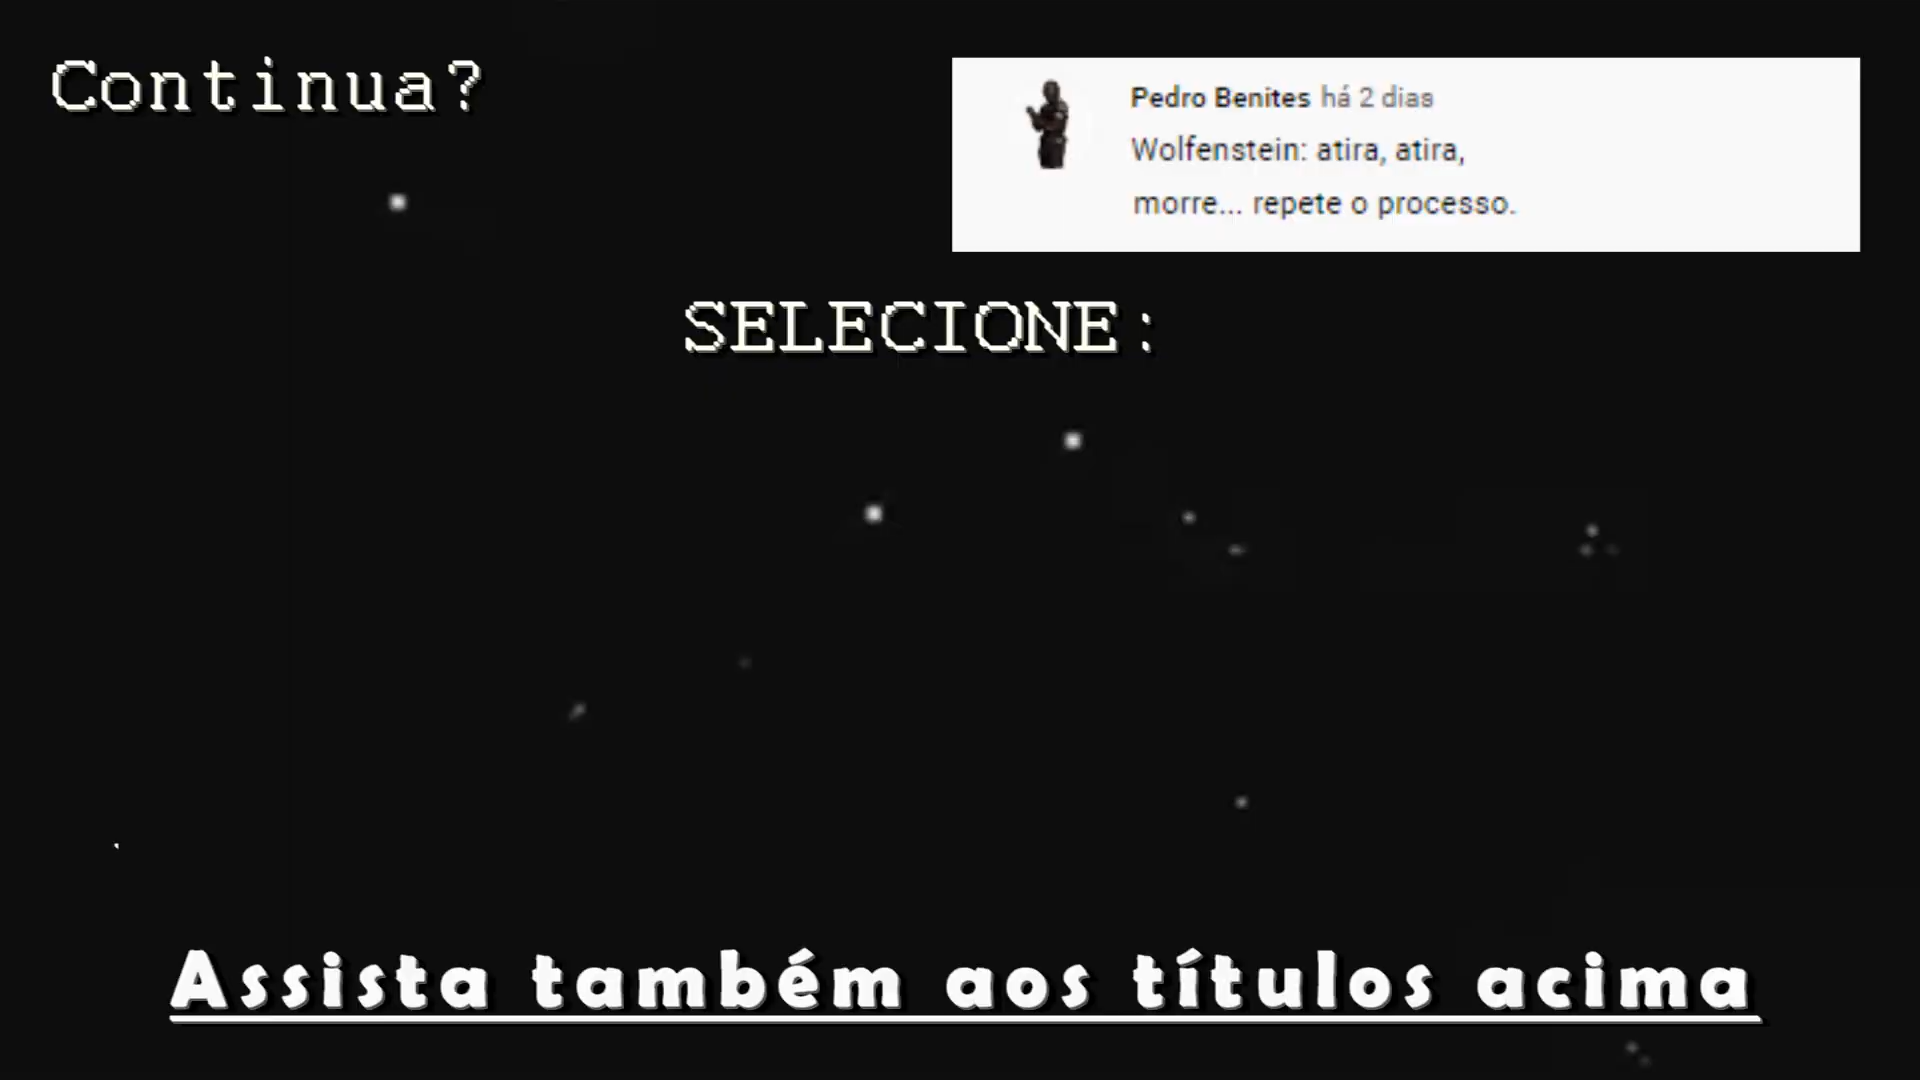 Continua?
Pedro Benites há 2 dias
Wolfenstein: atira, atira,
morre... repete o processo.
SELECIONE:
Assista também aos títulos acima